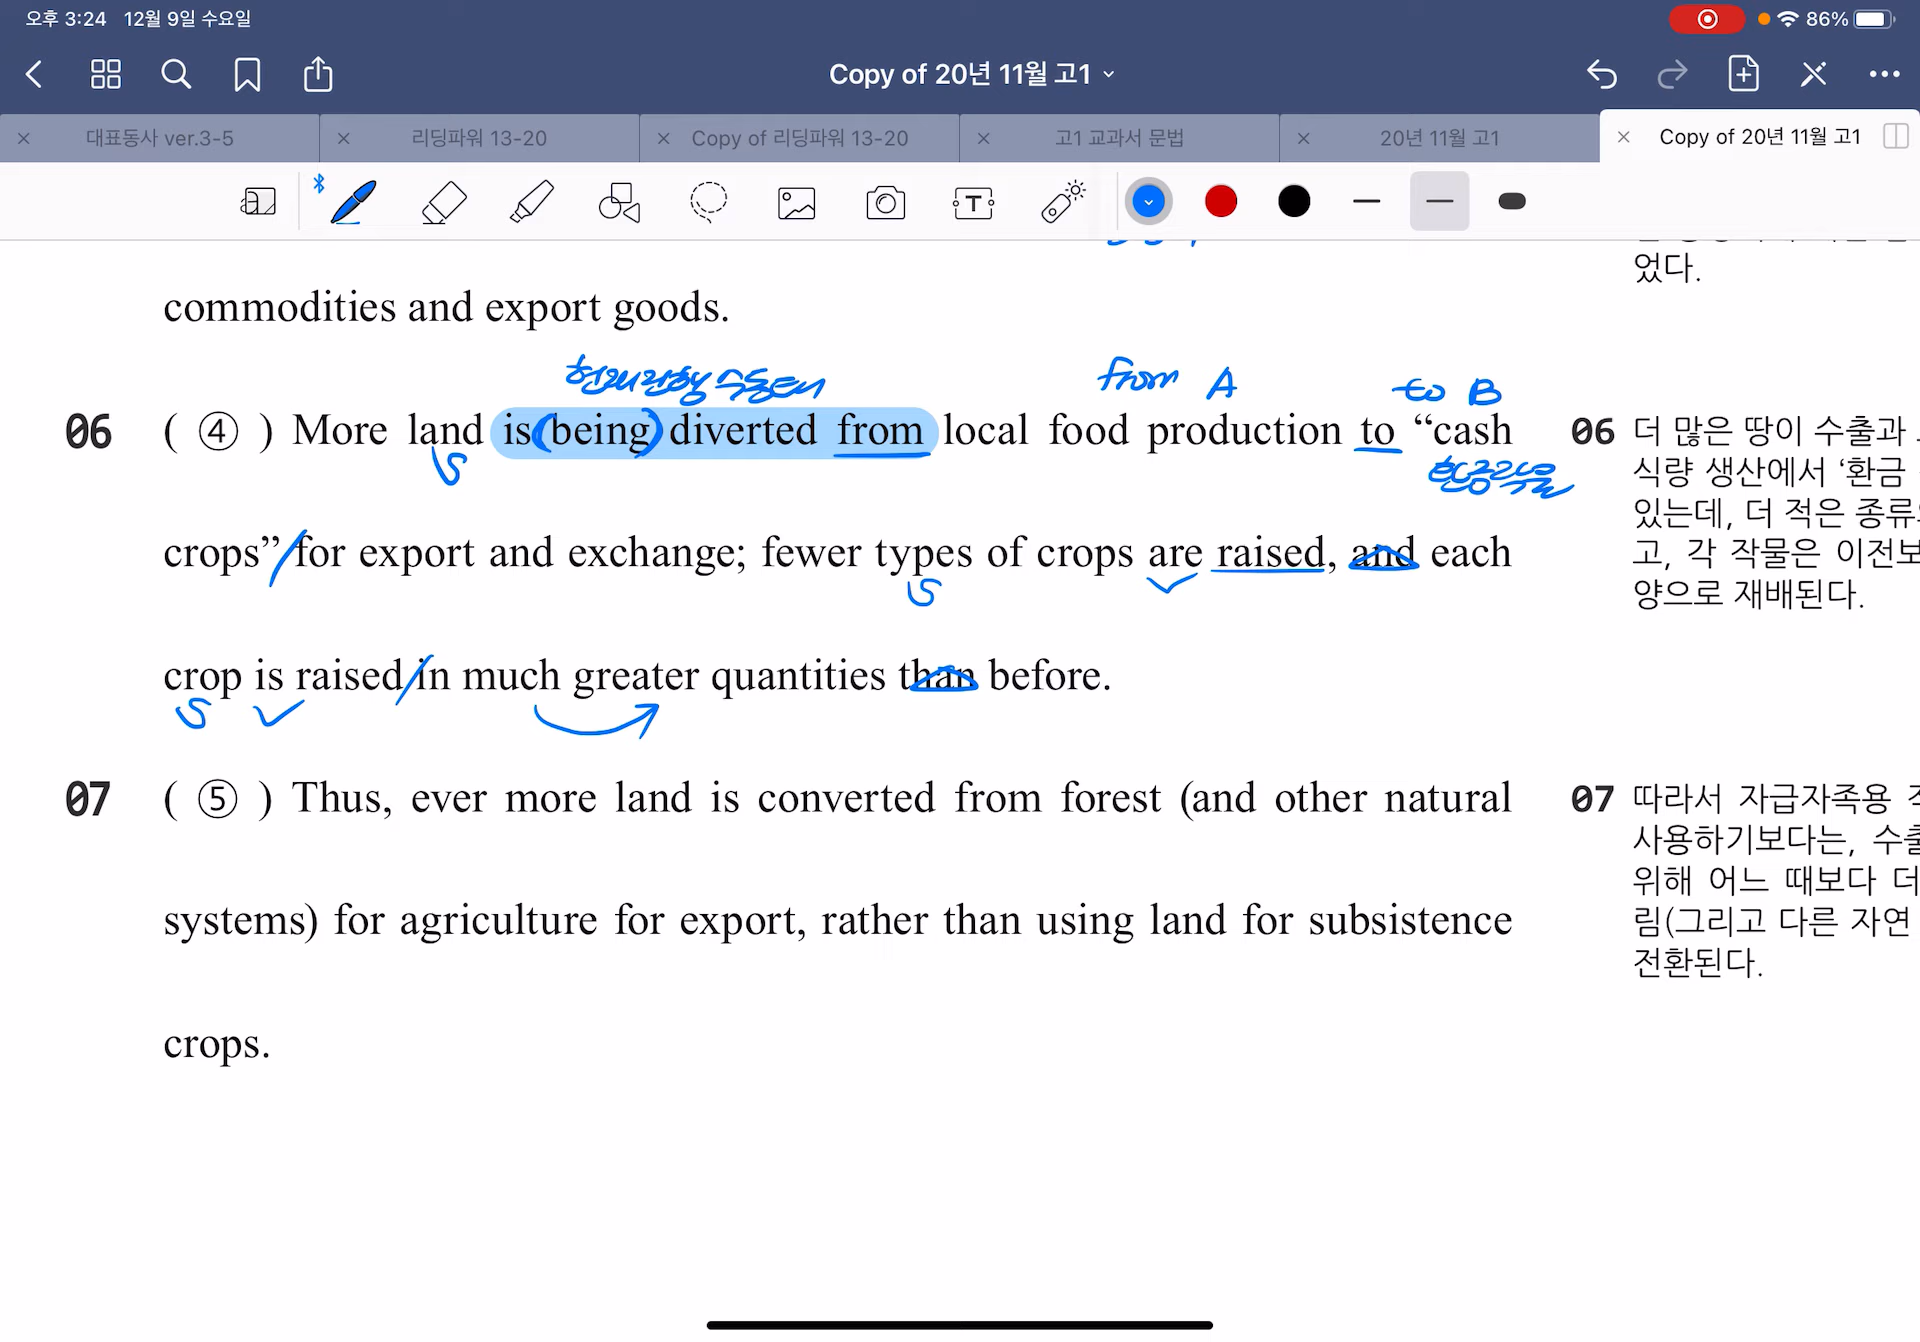 오후 3:24 12월 9일 수요일 86%
Copy of 20년 11월 고1
대표동사 ver.3-5 리딩파워 13-20 Copy of 리딩파워 13-20 고1 교과서 문법 20년 11월 고1 Copy of 20년 11월 고1
었다.
commodities and export goods.
현재진행 수동태 from A to B
06 ( ④ ) More land is (being) diverted from local food production to “cash
S 환금작물
crops” / for export and exchange; fewer types of crops are raised, and each
S
crop is raised / in much greater quantities than before.
S
07 ( ⑤ ) Thus, ever more land is converted from forest (and other natural
systems) for agriculture for export, rather than using land for subsistence
crops.
06 더 많은 땅이 수출과
식량 생산에서 ‘환금
있는데, 더 적은 종류
고, 각 작물은 이전보
양으로 재배된다.
07 따라서 자급자족용
사용하기보다는, 수출
위해 어느 때보다 더
림(그리고 다른 자연
전환된다.